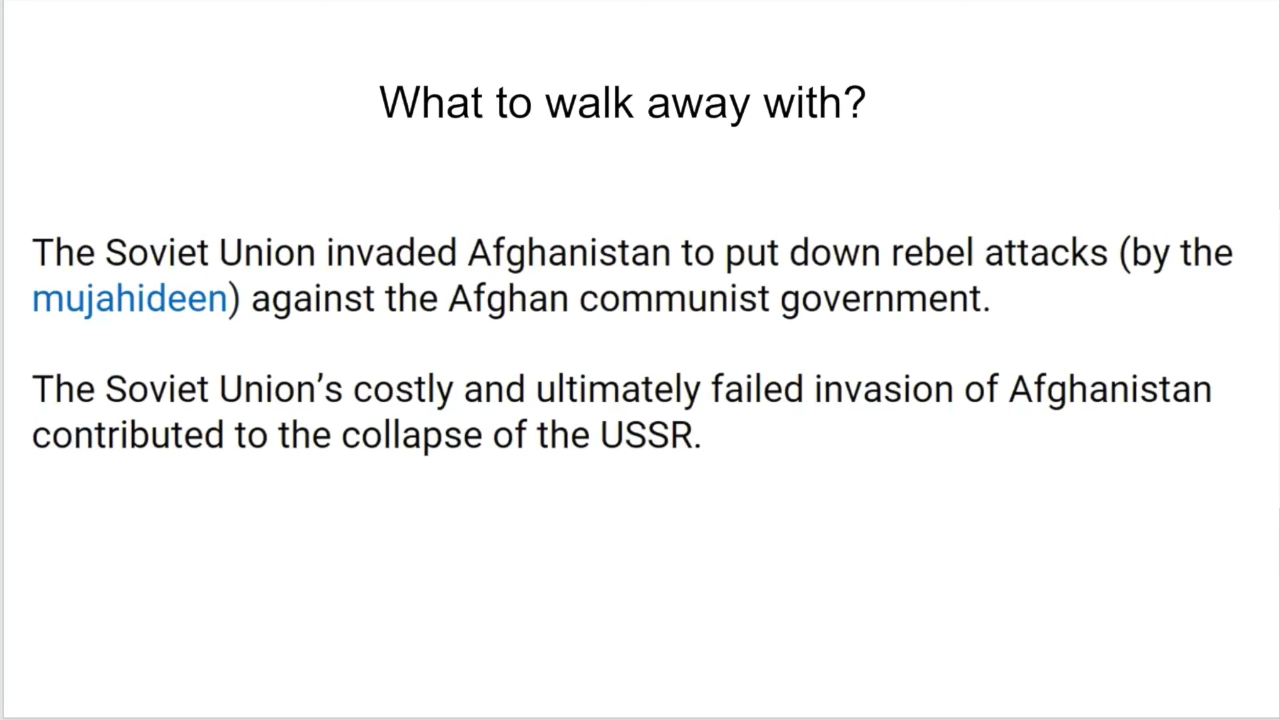 What to walk away with?
The Soviet Union invaded Afghanistan to put down rebel attacks (by the
mujahideen) against the Afghan communist government.
The Soviet Union’s costly and ultimately failed invasion of Afghanistan
contributed to the collapse of the USSR.